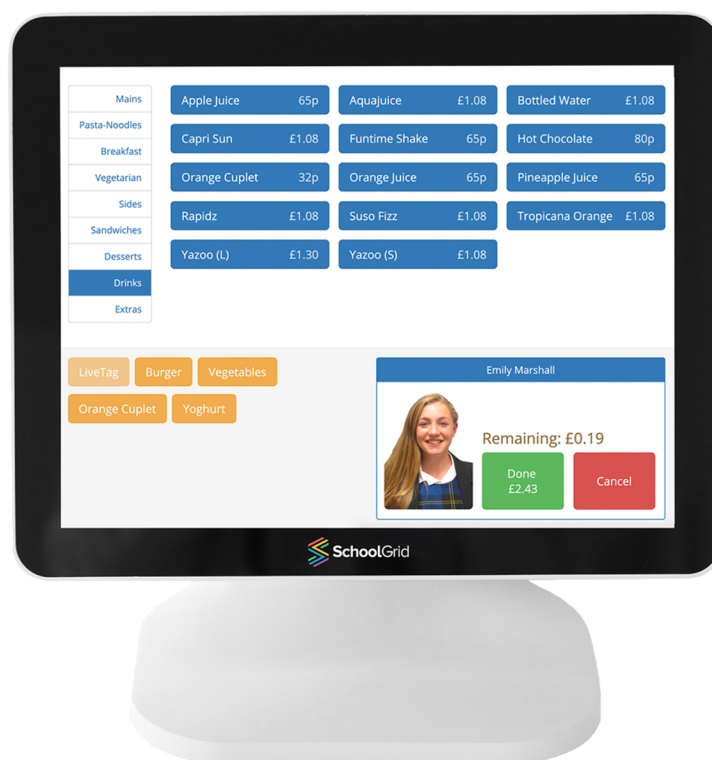 Mains
Pasta-Noodles
Breakfast
Vegetarian
Sides
Sandwiches
Desserts
Drinks
Extras
Apple Juice 65p
Aquajuice £1.08
Bottled Water £1.08
Capri Sun £1.08
Funtime Shake 65p
Hot Chocolate 80p
Orange Cuplet 32p
Orange Juice 65p
Pineapple Juice 65p
Rapidz £1.08
Suso Fizz £1.08
Tropicana Orange £1.08
Yazoo (L) £1.30
Yazoo (S) £1.08
LiveTag Burger Vegetables
Orange Cuplet Yoghurt
Emily Marshall
Remaining: £0.19
Done
£2.43
Cancel
SchoolGrid